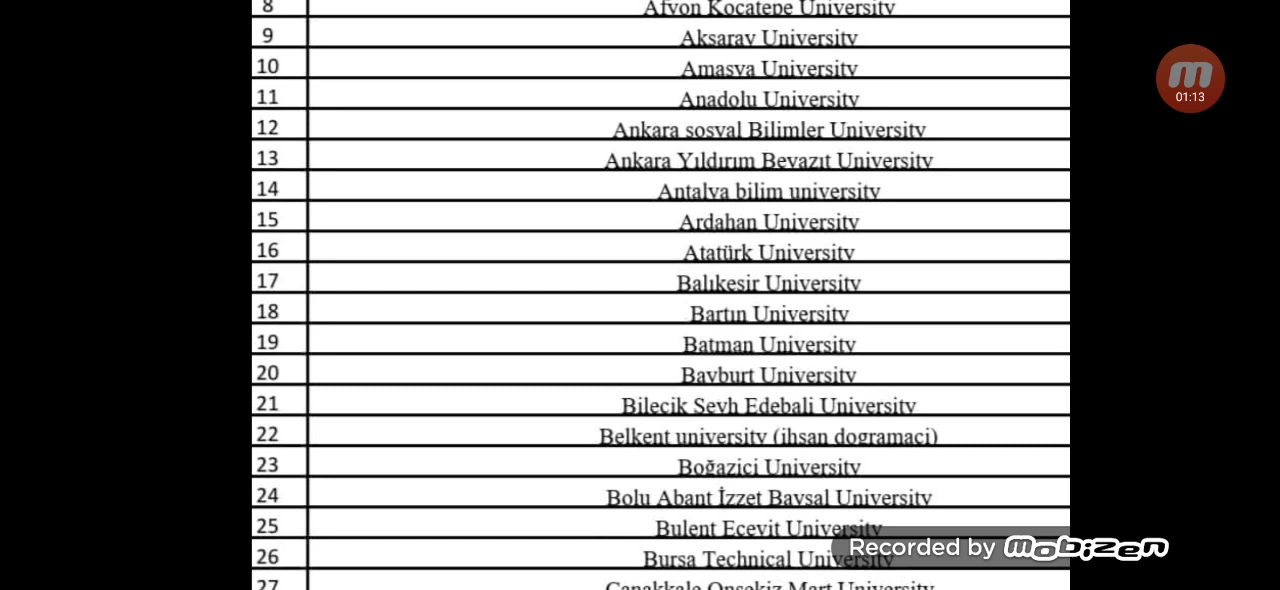 8 Afyon Kocatepe University
9 Aksaray University
10 Amasya University
11 Anadolu University
12 Ankara sosyal Bilimler University
13 Ankara Yıldırım Beyazıt University
14 Antalya bilim university
15 Ardahan University
16 Atatürk University
17 Balıkesir University
18 Bartın University
19 Batman University
20 Bayburt University
21 Bilecik Şeyh Edebali University
22 Belkent university (ihsan dogramaci)
23 Boğaziçi University
24 Bolu Abant İzzet Baysal University
25 Bulent Ecevit University
26 Bursa Technical University
27 Çanakkale Onsekiz Mart University
m
01:13
Recorded by mobizen